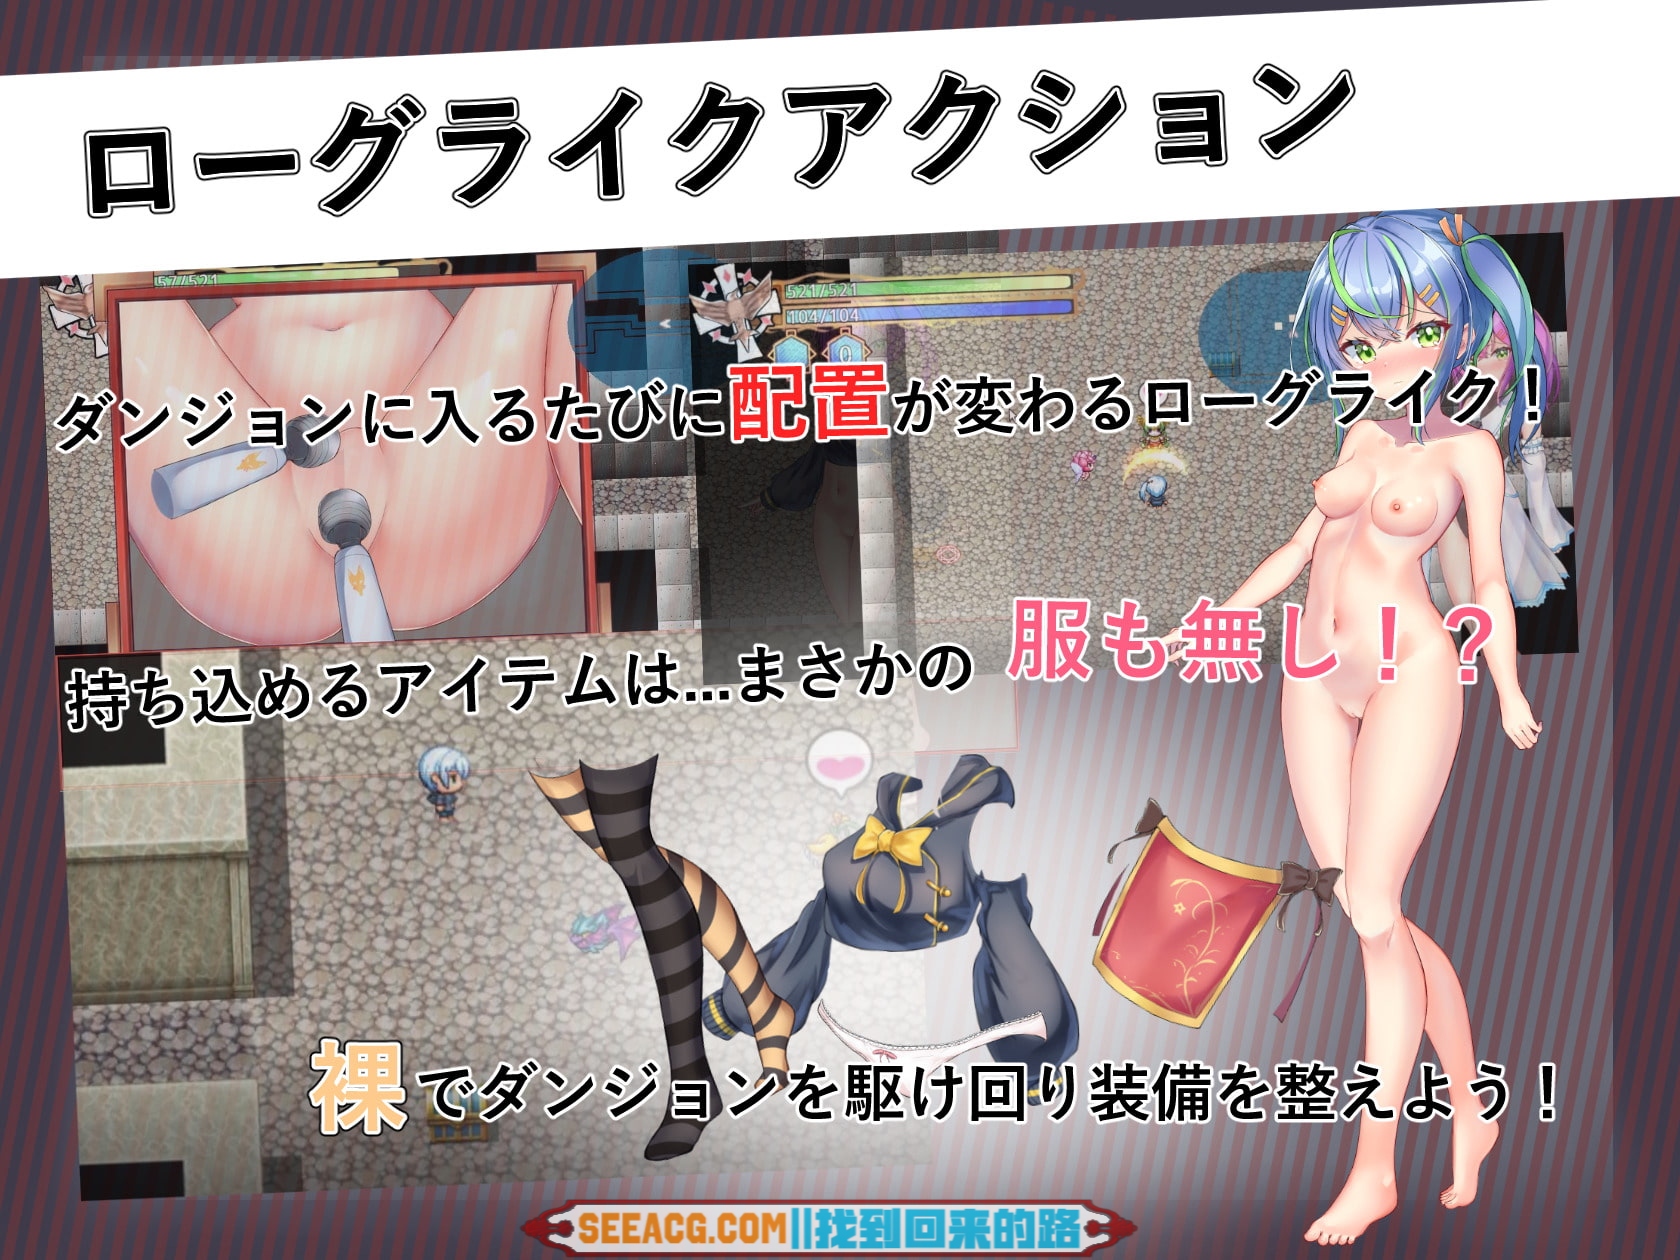 ローグライクアクション
57/521
521/521
104/104
0
ダンジョンに入るたびに配置が変わるローグライク！
持ち込めるアイテムは...まさかの 服も無し！？
裸でダンジョンを駆け回り装備を整えよう！
SEEACG.COM||找到回来的路